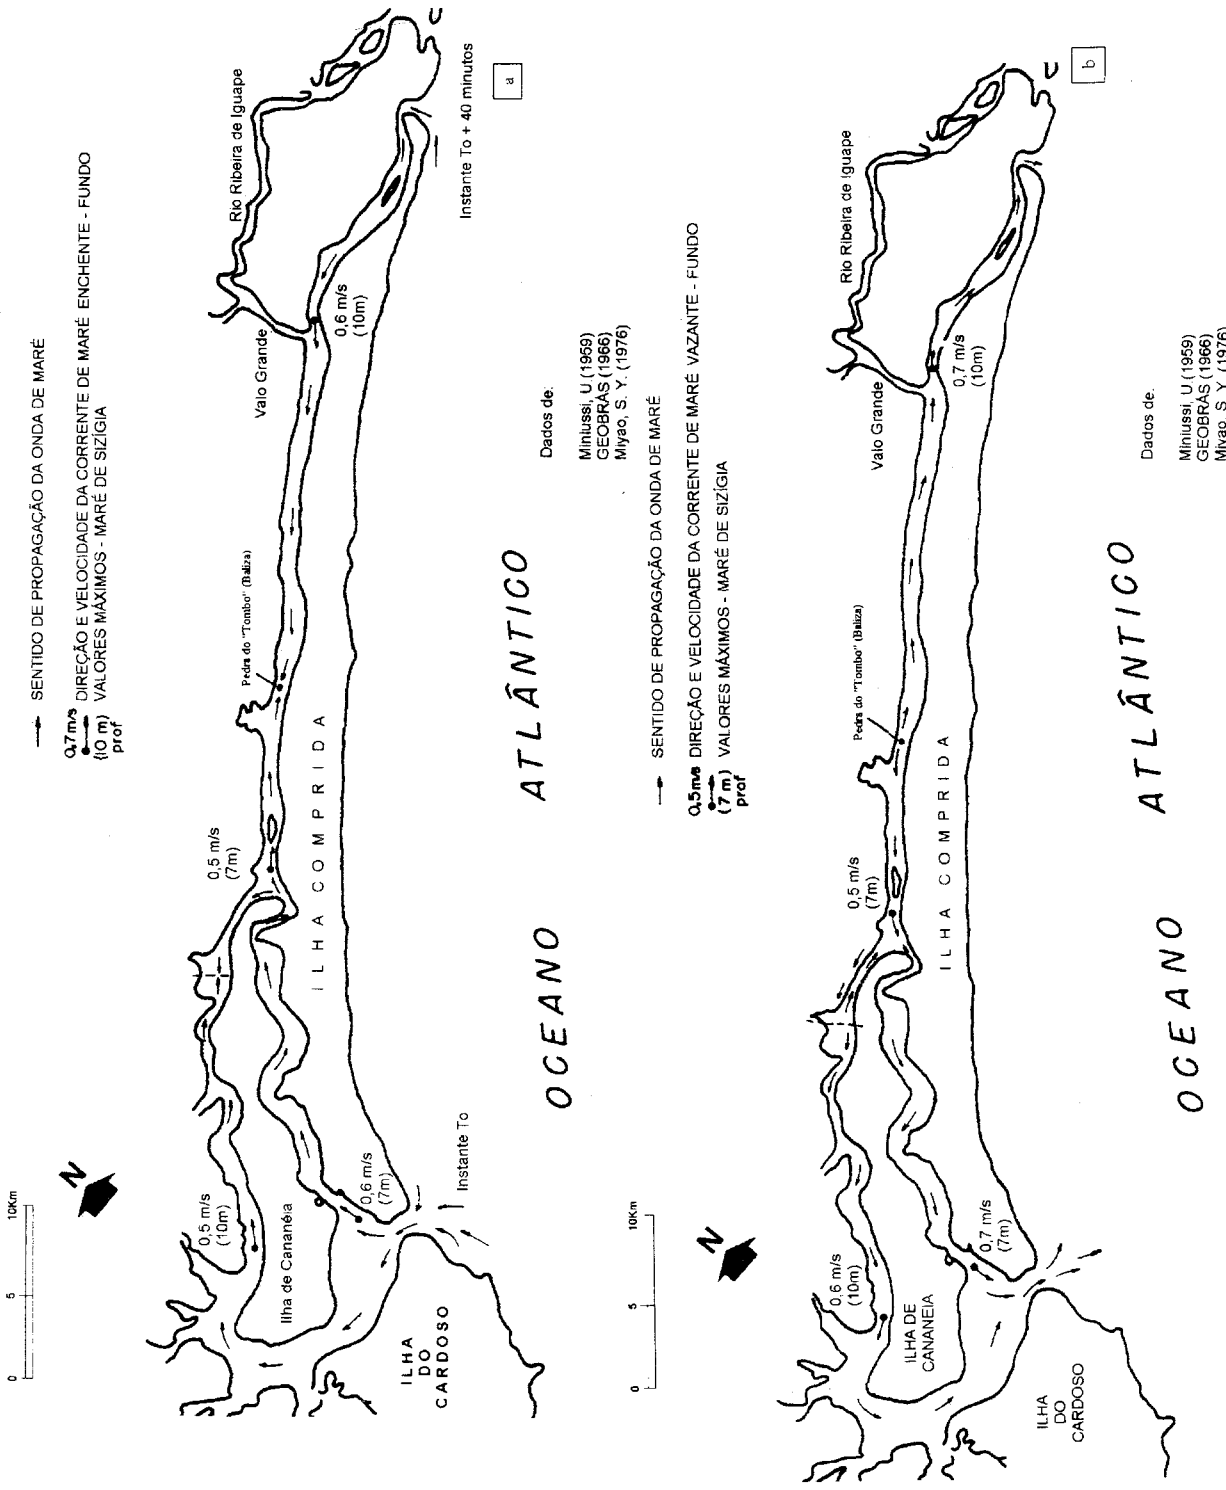 SENTIDO DE PROPAGAÇÃO DA ONDA DE MARÉ
0,7m/s DIREÇÃO E VELOCIDADE DA CORRENTE DE MARÉ ENCHENTE - FUNDO
(10 m) VALORES MÁXIMOS - MARÉ DE SIZÍGIA
prof
0 5 10Km
N
Rio Ribeira de Iguape
Valo Grande
0,6 m/s
(10m)
Pedra do "Tombo" (Baliza)
0,5 m/s
(7m)
ILHA COMPRIDA
0,5 m/s
(10m)
Ilha de Cananéia
0,6 m/s
(7m)
Instante To
Instante To + 40 minutos
a
ILHA
DO
CARDOSO
OCEANO ATLÂNTICO
Dados de:
Miniussi, U. (1959)
GEOBRÁS (1966)
Miyao, S. Y. (1976)
SENTIDO DE PROPAGAÇÃO DA ONDA DE MARÉ
0,5m/s DIREÇÃO E VELOCIDADE DA CORRENTE DE MARÉ VAZANTE - FUNDO
(7 m) VALORES MÁXIMOS - MARÉ DE SIZÍGIA
prof
0 5 10Km
N
Rio Ribeira de Iguape
Valo Grande
0,7 m/s
(10m)
Pedra do "Tombo" (Baliza)
0,5 m/s
(7m)
ILHA COMPRIDA
0,6 m/s
(10m)
ILHA DE
CANANEIA
0,7 m/s
(7m)
b
ILHA
DO
CARDOSO
OCEANO ATLÂNTICO
Dados de.
Miniussi, U. (1959)
GEOBRÁS (1966)
Miyao, S. Y. (1976)